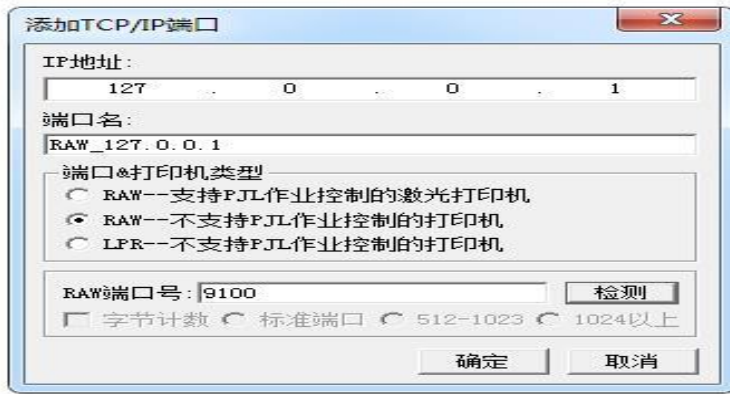 添加TCP/IP端口
IP地址:
127 . 0 . 0 . 1
端口名:
RAW_127.0.0.1
端口&打印机类型
RAW--支持PJL作业控制的激光打印机
RAW--不支持PJL作业控制的打印机
LPR--不支持PJL作业控制的打印机
RAW端口号: 9100 检测
字节计数 标准端口 512-1023 1024以上
确定 取消